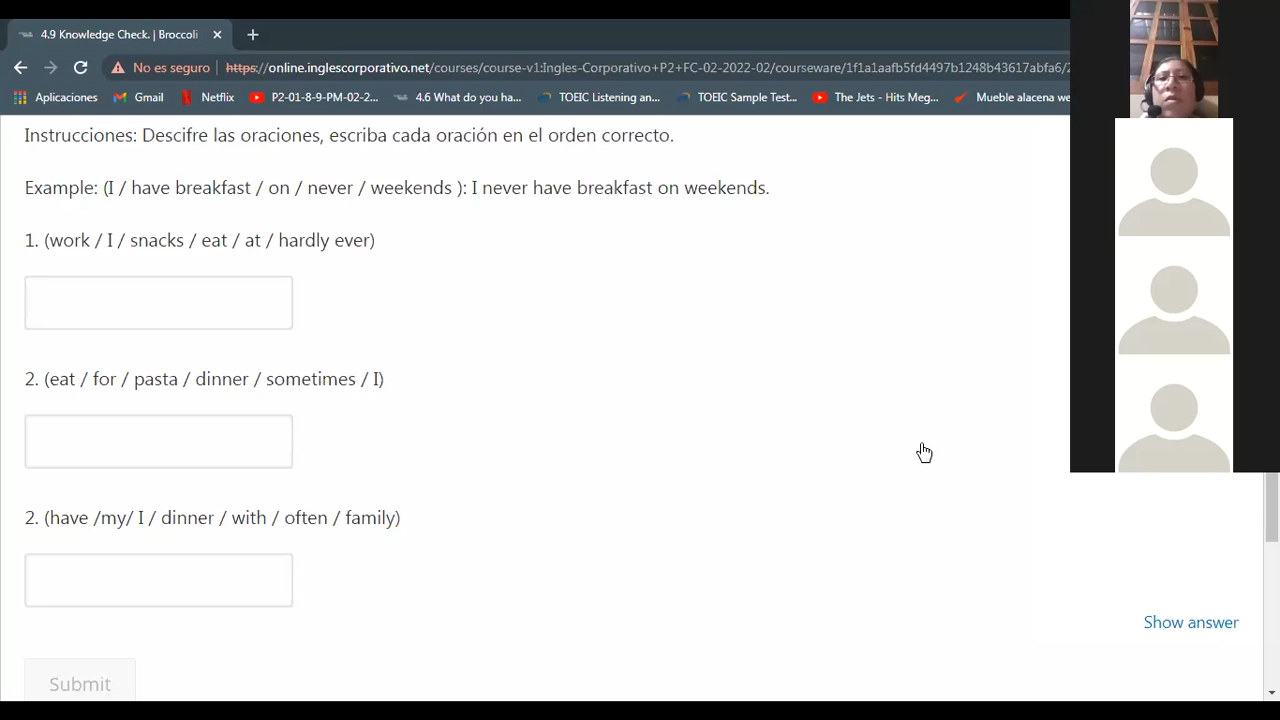 4.9 Knowledge Check. | Broccoli
No es seguro
https://online.inglescorporativo.net/courses/course-v1:Ingles-Corporativo+P2+FC-02-2022-02/courseware/1f1a1aafb5fd4497b1248b43617abfa6/2
Aplicaciones
Gmail
Netflix
P2-01-8-9-PM-02-2...
4.6 What do you ha...
TOEIC Listening an...
TOEIC Sample Test...
The Jets - Hits Meg...
Mueble alacena we
Instrucciones: Descifre las oraciones, escriba cada oración en el orden correcto.
Example: (I / have breakfast / on / never / weekends ): I never have breakfast on weekends.
1. (work / I / snacks / eat / at / hardly ever)
2. (eat / for / pasta / dinner / sometimes / I)
2. (have /my/ I / dinner / with / often / family)
Show answer
Submit